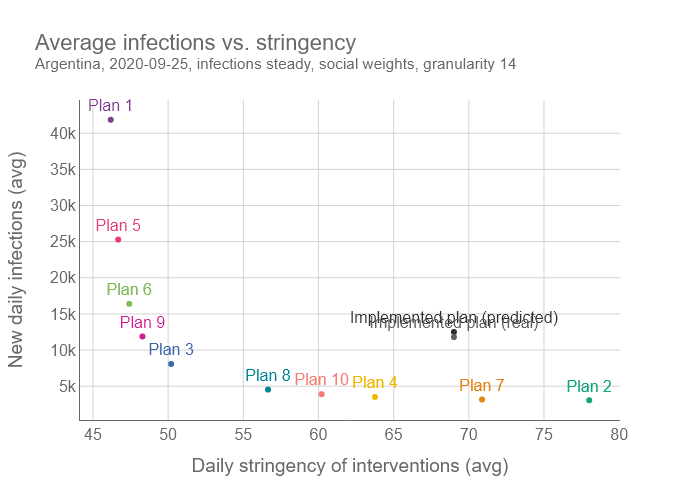 Average infections vs. stringency
Argentina, 2020-09-25, infections steady, social weights, granularity 14
New daily infections (avg)
40k
35k
30k
25k
20k
15k
10k
5k
Plan 1
Plan 5
Plan 6
Plan 9
Plan 3
Implemented plan (predicted)
Implemented plan (real)
Plan 8
Plan 10
Plan 4
Plan 7
Plan 2
45
50
55
60
65
70
75
80
Daily stringency of interventions (avg)